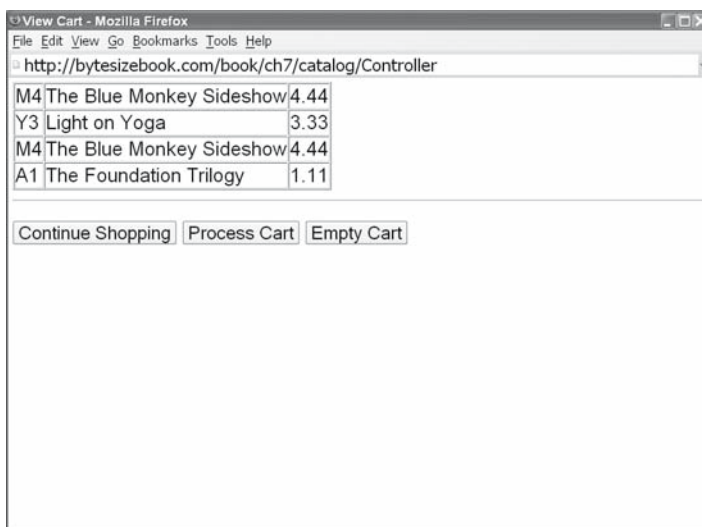 View Cart - Mozilla Firefox
File Edit View Go Bookmarks Tools Help
http://bytesizebook.com/book/ch7/catalog/Controller
M4 The Blue Monkey Sideshow 4.44
Y3 Light on Yoga 3.33
M4 The Blue Monkey Sideshow 4.44
A1 The Foundation Trilogy 1.11
Continue Shopping Process Cart Empty Cart